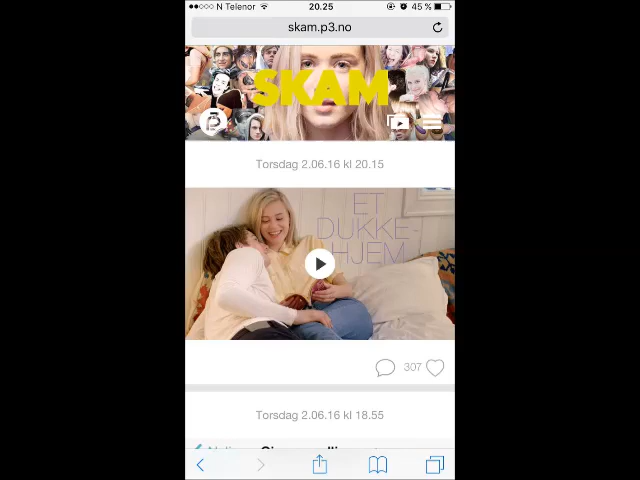 N Telenor
20.25
45 %
skam.p3.no
SKAM
Torsdag 2.06.16 kl 20.15
ET
DUKKE-
HJEM
307
Torsdag 2.06.16 kl 18.55